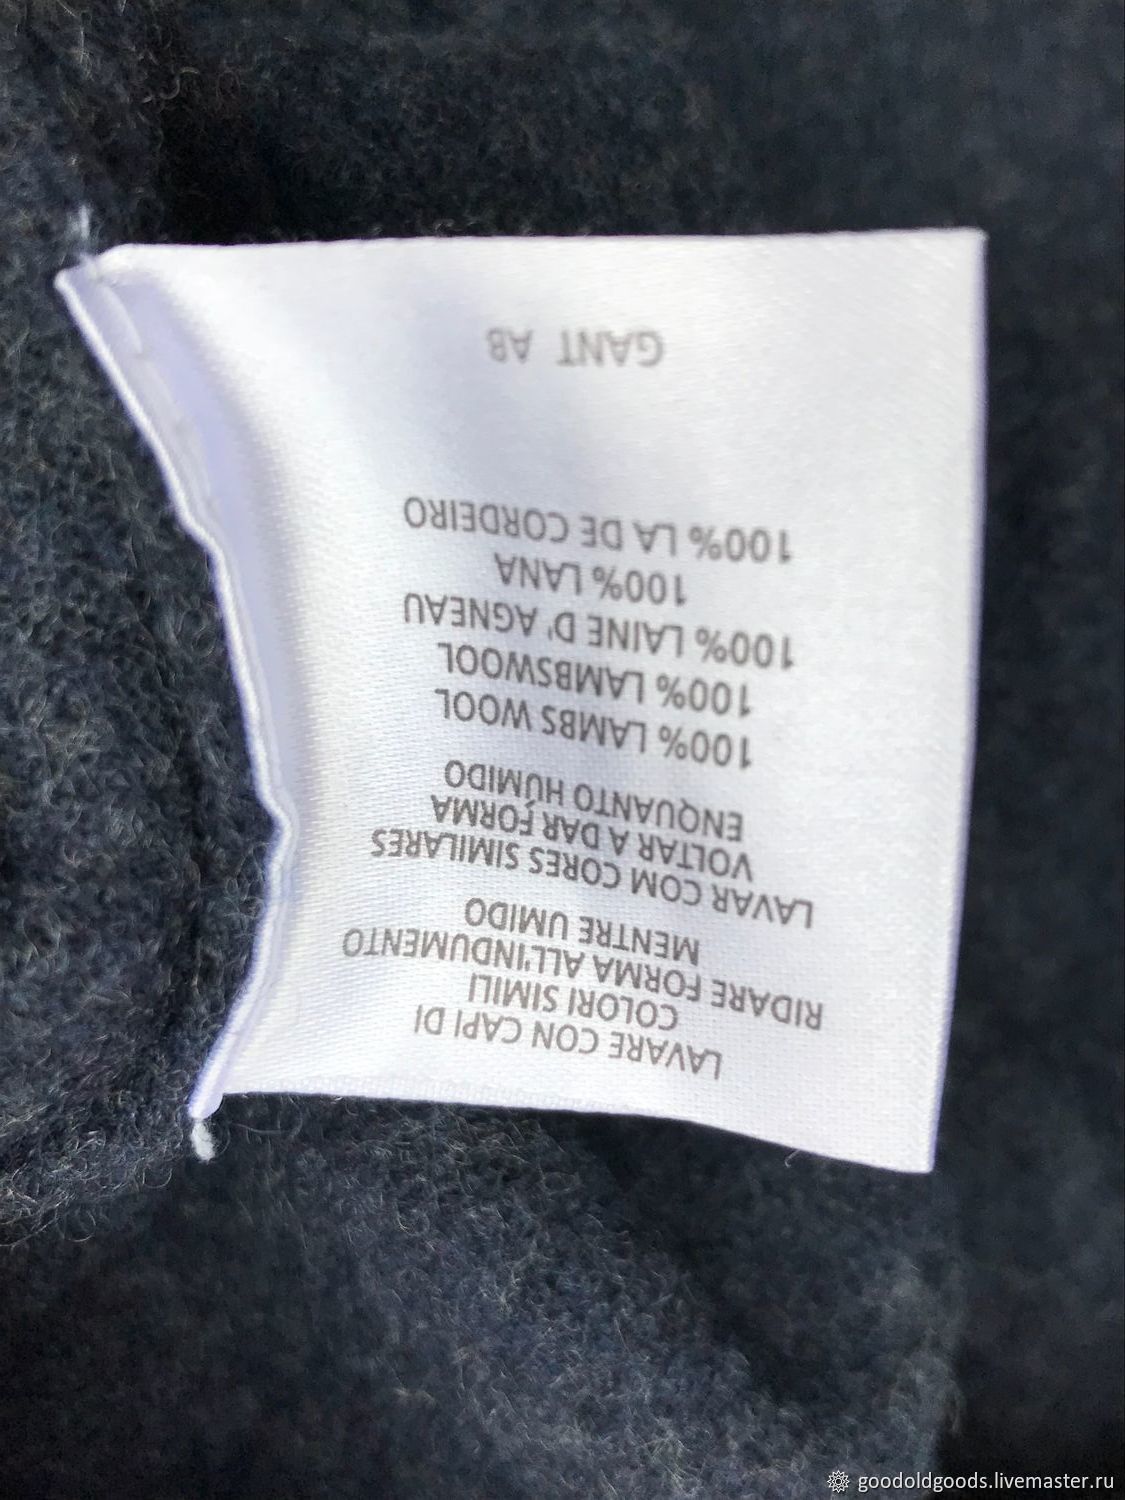 LAVARE CON CAPI DI
COLORI SIMILI
RIDARE FORMA ALL'INDUMENTO
MENTRE UMIDO
LAVAR COM CORES SIMILARES
VOLTAR A DAR FORMA
ENQUANTO HÚMIDO
100% LAMBS WOOL
100% LAMBSWOOL
100% LAINE D' AGNEAU
100% LANA
100% LA DE CORDEIRO
GANT AB
goodoldgoods.livemaster.ru